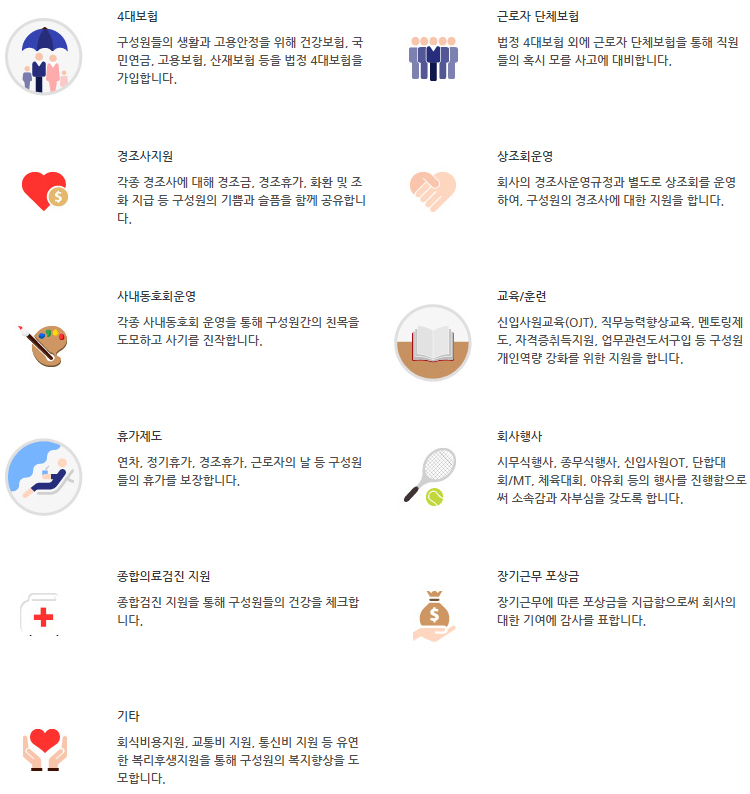 4대보험
구성원들의 생활과 고용안정을 위해 건강보험, 국
민연금, 고용보험, 산재보험 등을 법정 4대보험을
가입합니다.
근로자 단체보험
법정 4대보험 외에 근로자 단체보험을 통해 직원
들의 혹시 모를 사고에 대비합니다.
경조사지원
각종 경조사에 대해 경조금, 경조휴가, 화환 및 조
화 지급 등 구성원의 기쁨과 슬픔을 함께 공유합니
다.
상조회운영
회사의 경조사운영규정과 별도로 상조회를 운영
하여, 구성원의 경조사에 대한 지원을 합니다.
사내동호회운영
각종 사내동호회 운영을 통해 구성원간의 친목을
도모하고 사기를 진작합니다.
교육/훈련
신입사원교육(OJT), 직무능력향상교육, 멘토링제
도, 자격증취득지원, 업무관련도서구입 등 구성원
개인역량 강화를 위한 지원을 합니다.
휴가제도
연차, 정기휴가, 경조휴가, 근로자의 날 등 구성원
들의 휴가를 보장합니다.
회사행사
시무식행사, 종무식행사, 신입사원OT, 단합대
회/MT, 체육대회, 야유회 등의 행사를 진행함으로
써 소속감과 자부심을 갖도록 합니다.
종합의료검진 지원
종합검진 지원을 통해 구성원들의 건강을 체크합
니다.
장기근무 포상금
장기근무에 따른 포상금을 지급함으로써 회사의
대한 기여에 감사를 표합니다.
기타
회식비용지원, 교통비 지원, 통신비 지원 등 유연
한 복리후생지원을 통해 구성원의 복지향상을 도
모합니다.